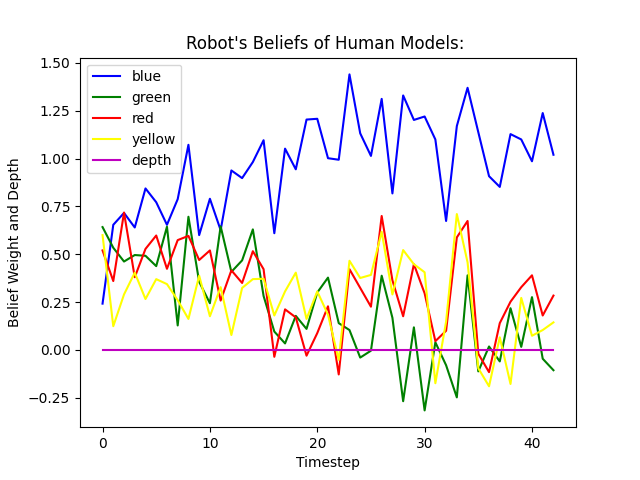 Robot's Beliefs of Human Models:
blue
green
red
yellow
depth
Belief Weight and Depth
1.50
1.25
1.00
0.75
0.50
0.25
0.00
−0.25
0
10
20
30
40
Timestep